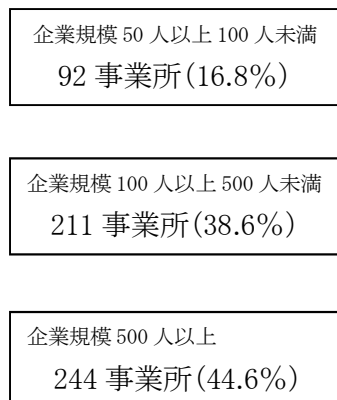 企業規模 50 人以上 100 人未満
92 事業所(16.8%)
企業規模 100 人以上 500 人未満
211 事業所(38.6%)
企業規模 500 人以上
244 事業所(44.6%)